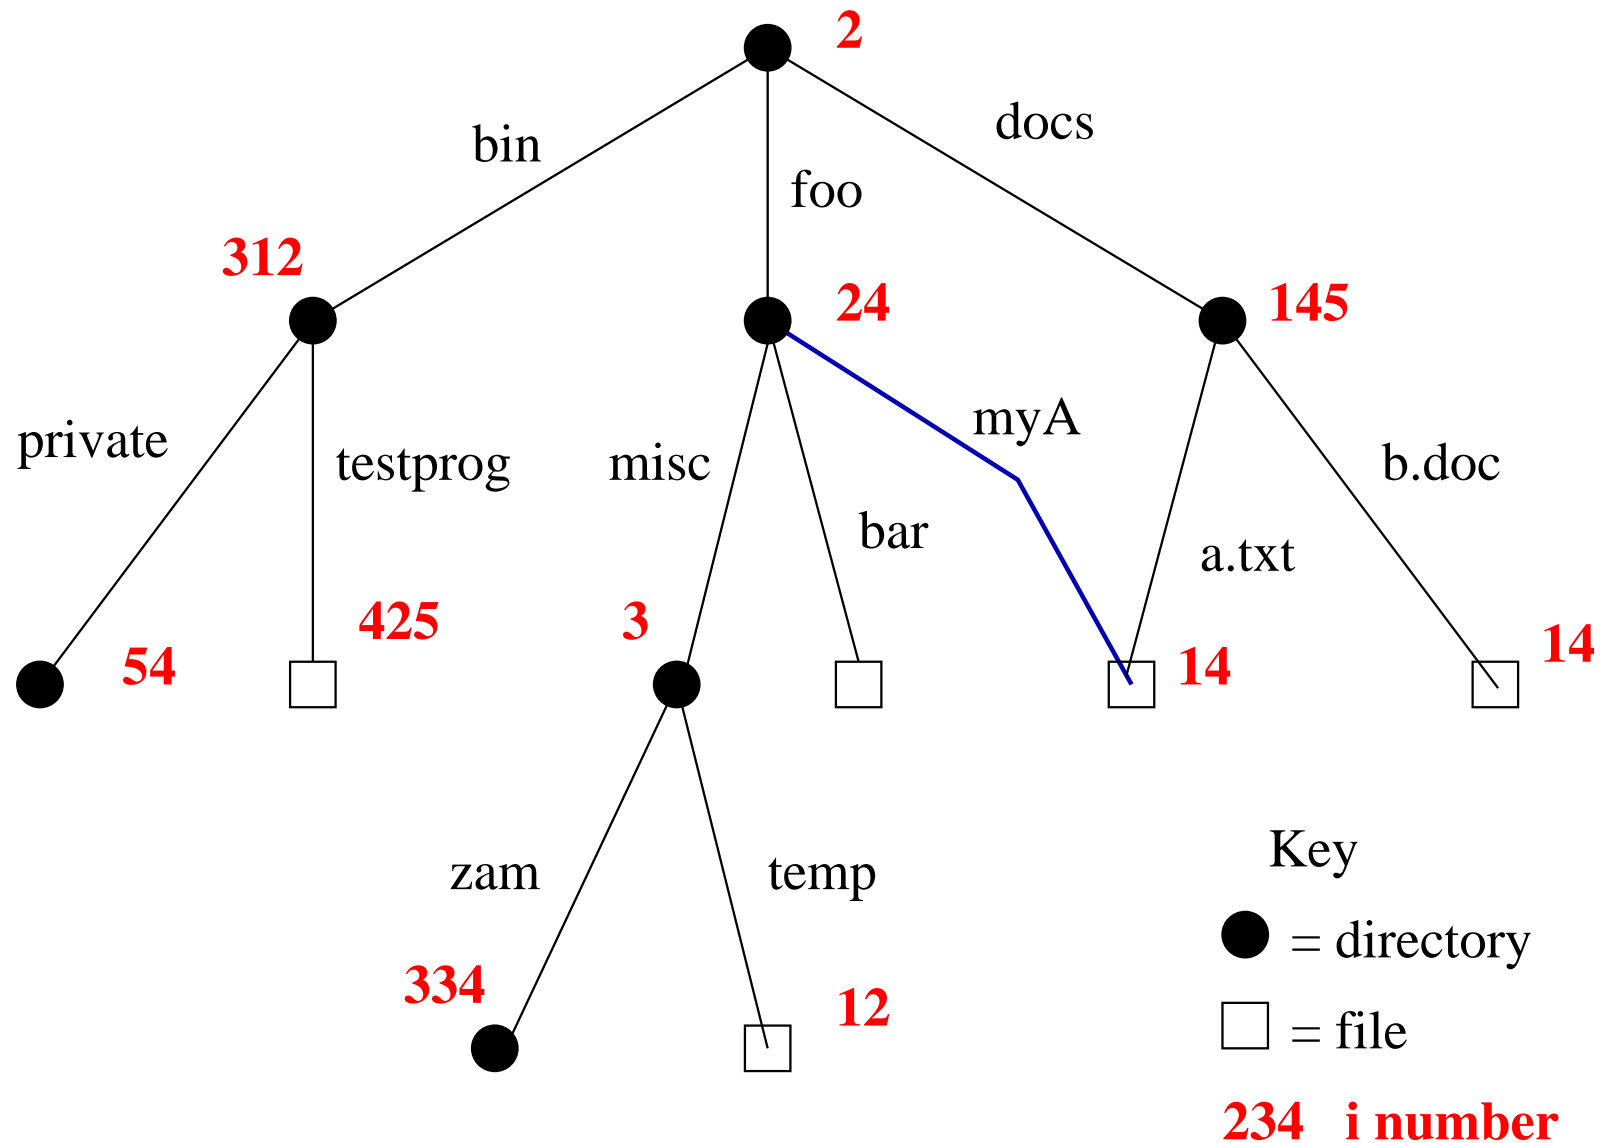 2
bin
foo
docs
312
24
145
private
testprog
misc
bar
myA
a.txt
b.doc
54
425
3
14
14
zam
temp
334
12
Key
= directory
= file
234 i number